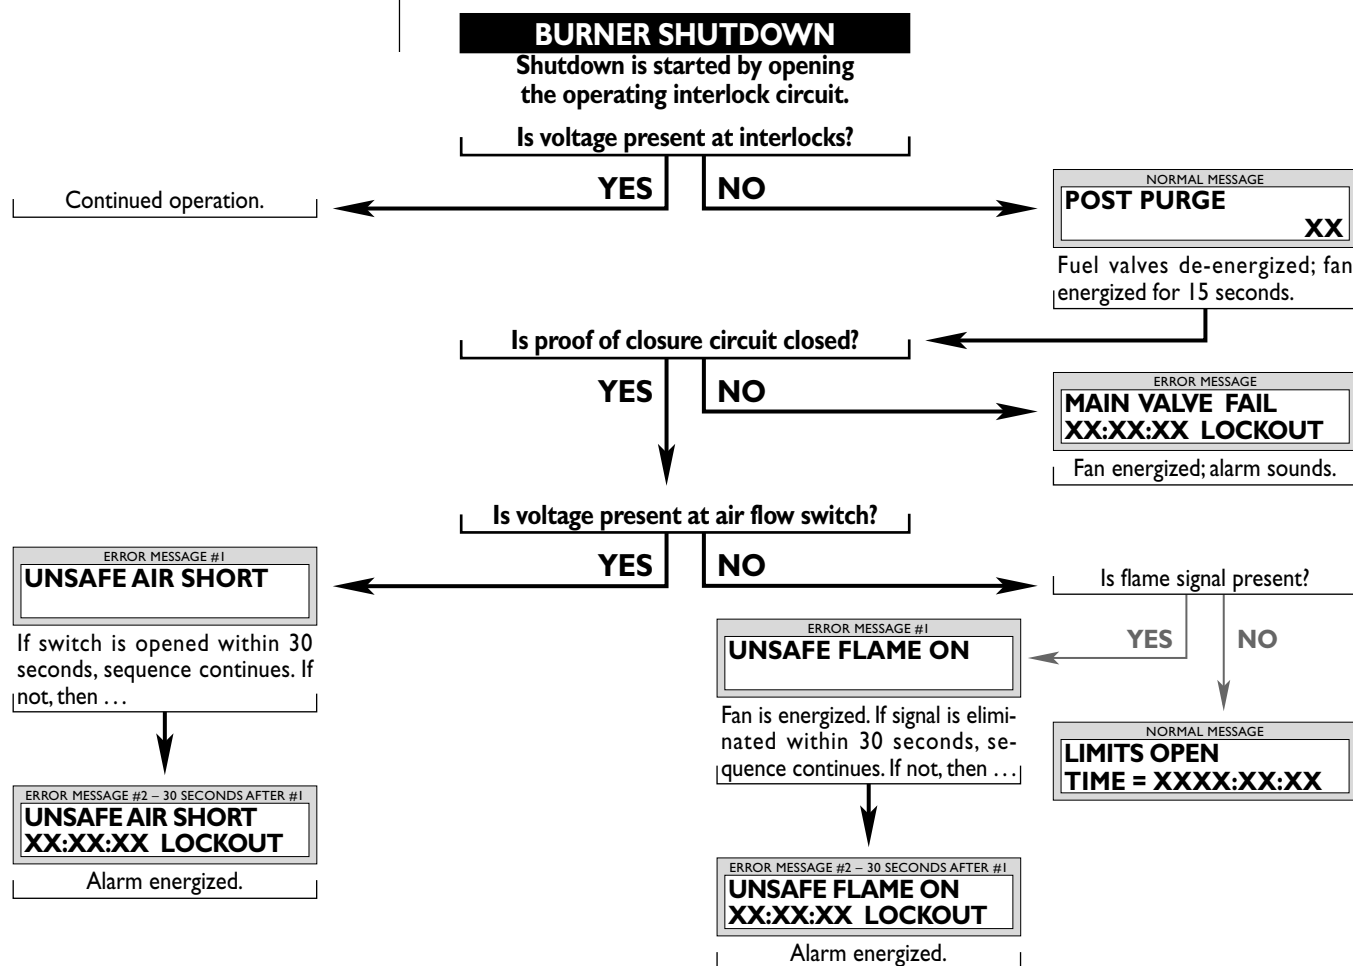 BURNER SHUTDOWN
Shutdown is started by opening
the operating interlock circuit.
Is voltage present at interlocks?
YES
NO
Continued operation.
NORMAL MESSAGE
POST PURGE
XX
Fuel valves de-energized; fan
energized for 15 seconds.
Is proof of closure circuit closed?
YES
NO
ERROR MESSAGE
MAIN VALVE FAIL
XX:XX:XX LOCKOUT
Fan energized; alarm sounds.
Is voltage present at air flow switch?
YES
NO
ERROR MESSAGE #1
UNSAFE AIR SHORT
If switch is opened within 30
seconds, sequence continues. If
not, then . . .
ERROR MESSAGE #2 – 30 SECONDS AFTER #1
UNSAFE AIR SHORT
XX:XX:XX LOCKOUT
Alarm energized.
Is flame signal present?
YES
NO
ERROR MESSAGE #1
UNSAFE FLAME ON
Fan is energized. If signal is elimi-
nated within 30 seconds, se-
quence continues. If not, then . . .
ERROR MESSAGE #2 – 30 SECONDS AFTER #1
UNSAFE FLAME ON
XX:XX:XX LOCKOUT
Alarm energized.
NORMAL MESSAGE
LIMITS OPEN
TIME = XXXX:XX:XX